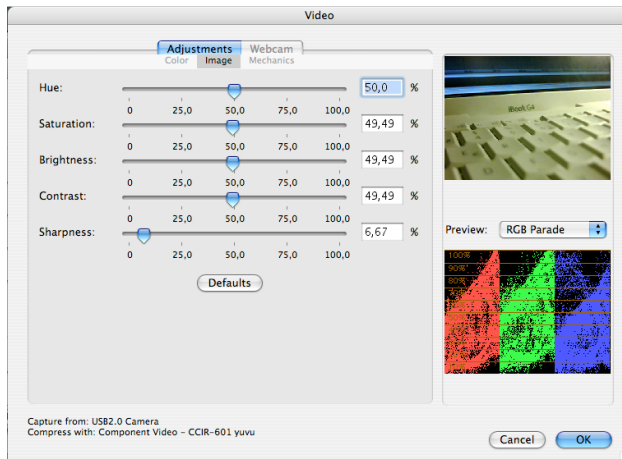 Video
Adjustments Webcam
Color Image Mechanics
Hue: 50,0 %
0 25,0 50,0 75,0 100,0
Saturation: 49,49 %
0 25,0 50,0 75,0 100,0
Brightness: 49,49 %
0 25,0 50,0 75,0 100,0
Contrast: 49,49 %
0 25,0 50,0 75,0 100,0
Sharpness: 6,67 %
0 25,0 50,0 75,0 100,0
Defaults
iBook G4
Preview: RGB Parade
100%
90%
80%
Capture from: USB2.0 Camera
Compress with: Component Video - CCIR-601 yuvu
Cancel OK